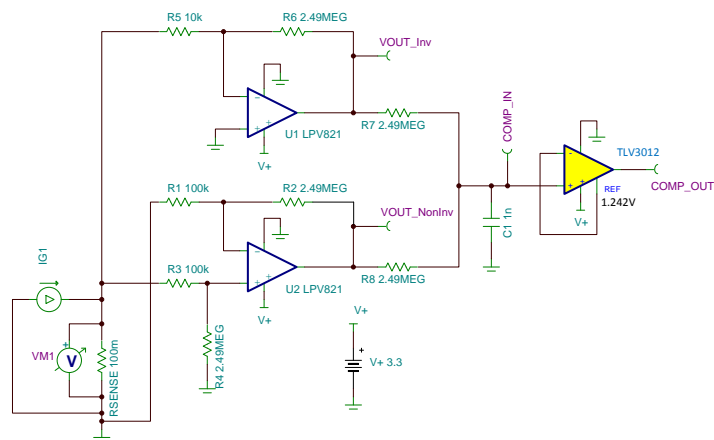 R5 10k
R6 2.49MEG
VOUT_Inv
U1 LPV821
V+
R7 2.49MEG
COMP_IN
TLV3012
REF
1.242V
V+
COMP_OUT
C1 1n
R1 100k
R2 2.49MEG
VOUT_NonInv
R3 100k
U2 LPV821
V+
R8 2.49MEG
IG1
VM1
V
RSENSE 100m
R4 2.49MEG
V+
V+ 3.3